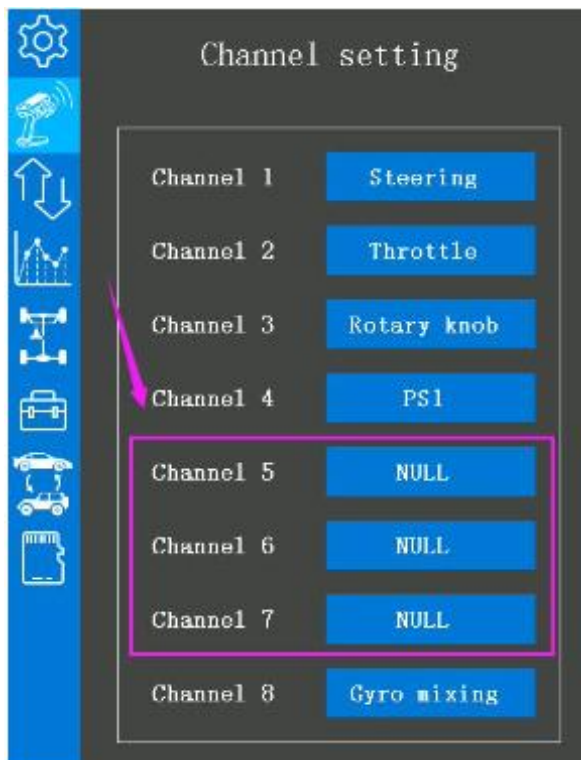 Channel setting
Channel 1 Steering
Channel 2 Throttle
Channel 3 Rotary knob
Channel 4 PS1
Channel 5 NULL
Channel 6 NULL
Channel 7 NULL
Channel 8 Gyro mixing